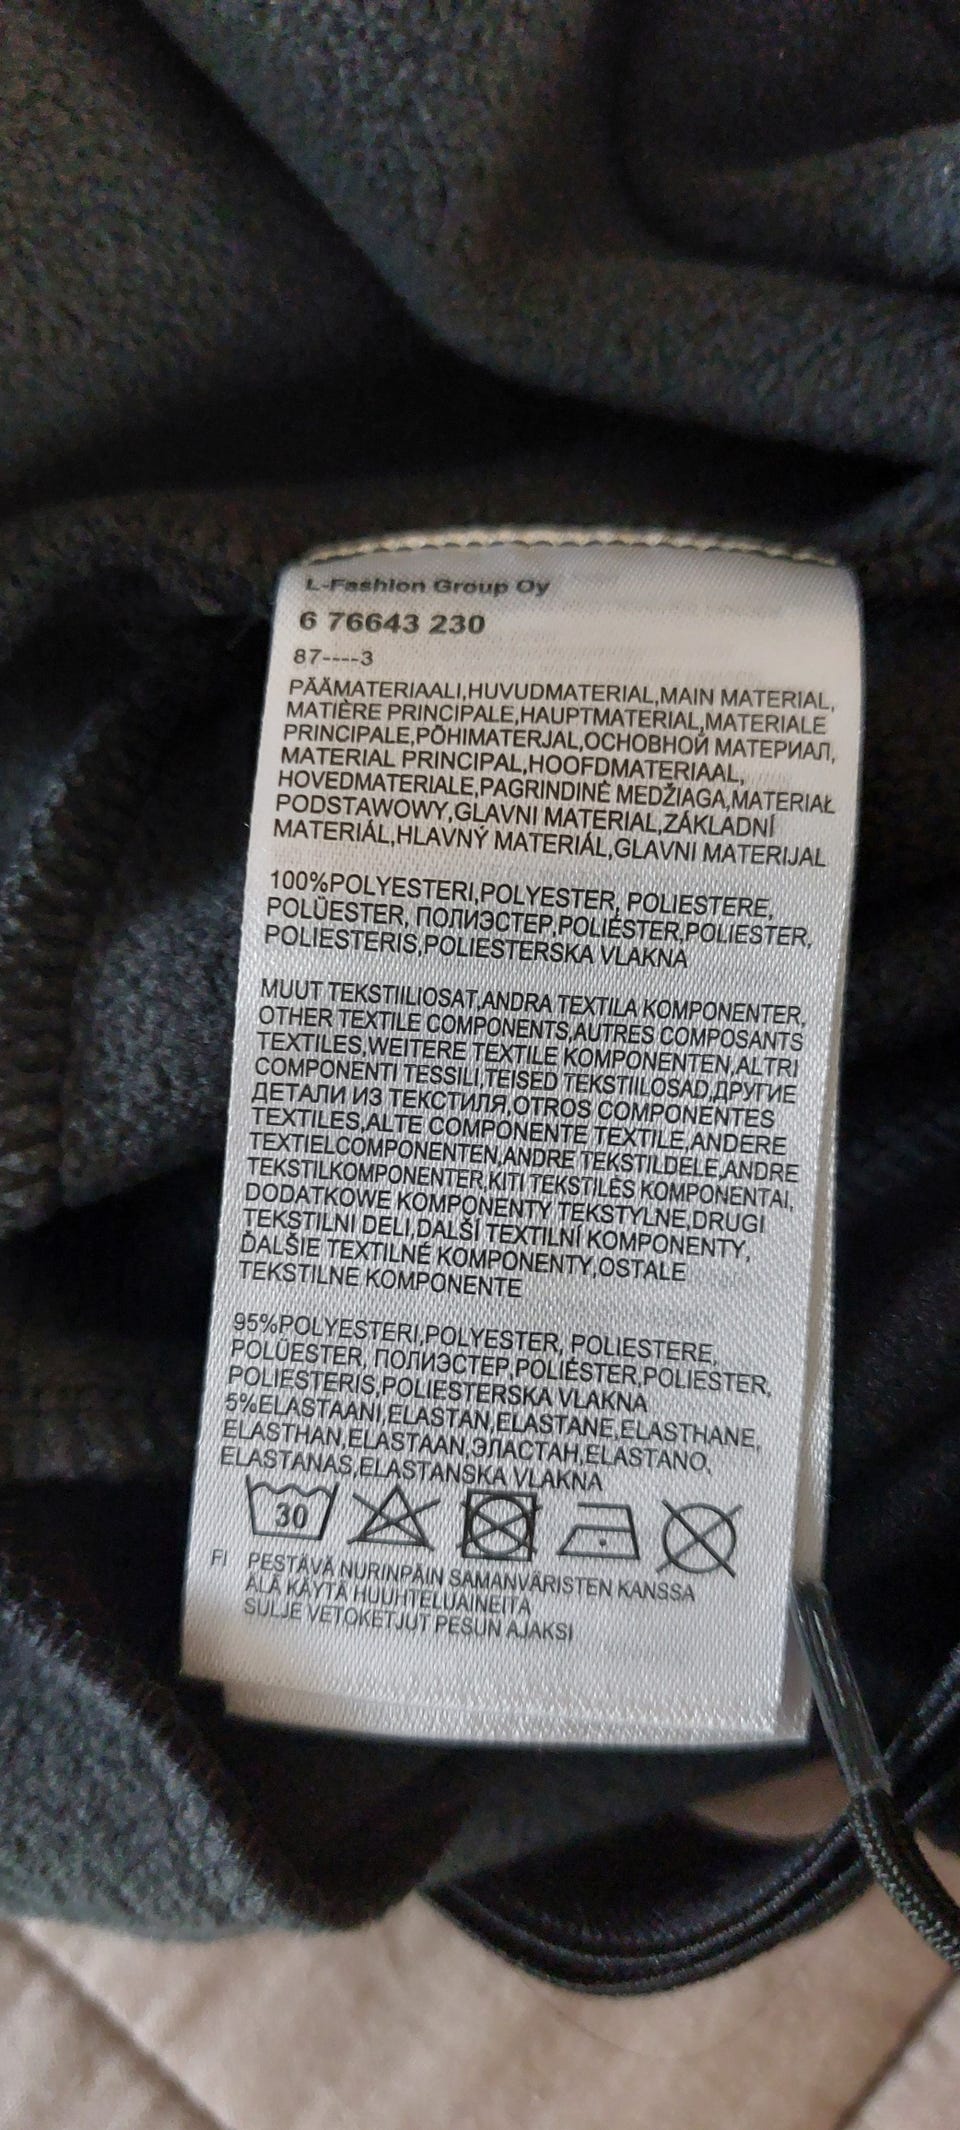 L-Fashion Group Oy
6 76643 230
87----3
PÄÄMATERIAALI,HUVUDMATERIAL,MAIN MATERIAL,
MATIÈRE PRINCIPALE,HAUPTMATERIAL,MATERIALE
PRINCIPALE,PÕHIMATERJAL,ОСНОВНОЙ МАТЕРИАЛ,
MATERIAL PRINCIPAL,HOOFDMATERIAAL,
HOVEDMATERIALE,PAGRINDINĖ MEDŽIAGA,MATERIAŁ
PODSTAWOWY,GLAVNI MATERIAL,ZÁKLADNÍ
MATERIÁL,HLAVNÝ MATERIÁL,GLAVNI MATERIJAL
100%POLYESTERI,POLYESTER, POLIESTERE,
POLÜESTER, ПОЛИЭСТЕР,POLIÉSTER,POLIESTER,
POLIESTERIS,POLIESTERSKA VLAKNA
MUUT TEKSTIILIOSAT,ANDRA TEXTILA KOMPONENTER,
OTHER TEXTILE COMPONENTS,AUTRES COMPOSANTS
TEXTILES,WEITERE TEXTILE KOMPONENTEN,ALTRI
COMPONENTI TESSILI,TEISED TEKSTIILOSAD,ДРУГИЕ
ДЕТАЛИ ИЗ ТЕКСТИЛЯ,OTROS COMPONENTES
TEXTILES,ALTE COMPONENTE TEXTILE,ANDERE
TEXTIELCOMPONENTEN,ANDRE TEKSTILDELE,ANDRE
TEKSTILKOMPONENTER,KITI TEKSTILĖS KOMPONENTAI,
DODATKOWE KOMPONENTY TEKSTYLNE,DRUGI
TEKSTILNI DELI,DALŠÍ TEXTILNÍ KOMPONENTY,
ĎALŠIE TEXTILNÉ KOMPONENTY,OSTALE
TEKSTILNE KOMPONENTE
95%POLYESTERI,POLYESTER, POLIESTERE,
POLÜESTER, ПОЛИЭСТЕР,POLIÉSTER,POLIESTER,
POLIESTERIS,POLIESTERSKA VLAKNA
5%ELASTAANI,ELASTAN,ELASTANE,ELASTHANE,
ELASTHAN,ELASTAAN,ЭЛАСТАН,ELASTANO,
ELASTANAS,ELASTANSKA VLAKNA
30
FI PESTÄVÄ NURINPÄIN SAMANVÄRISTEN KANSSA
ÄLÄ KÄYTÄ HUUHTELUAINEITA
SULJE VETOKETJUT PESUN AJAKSI